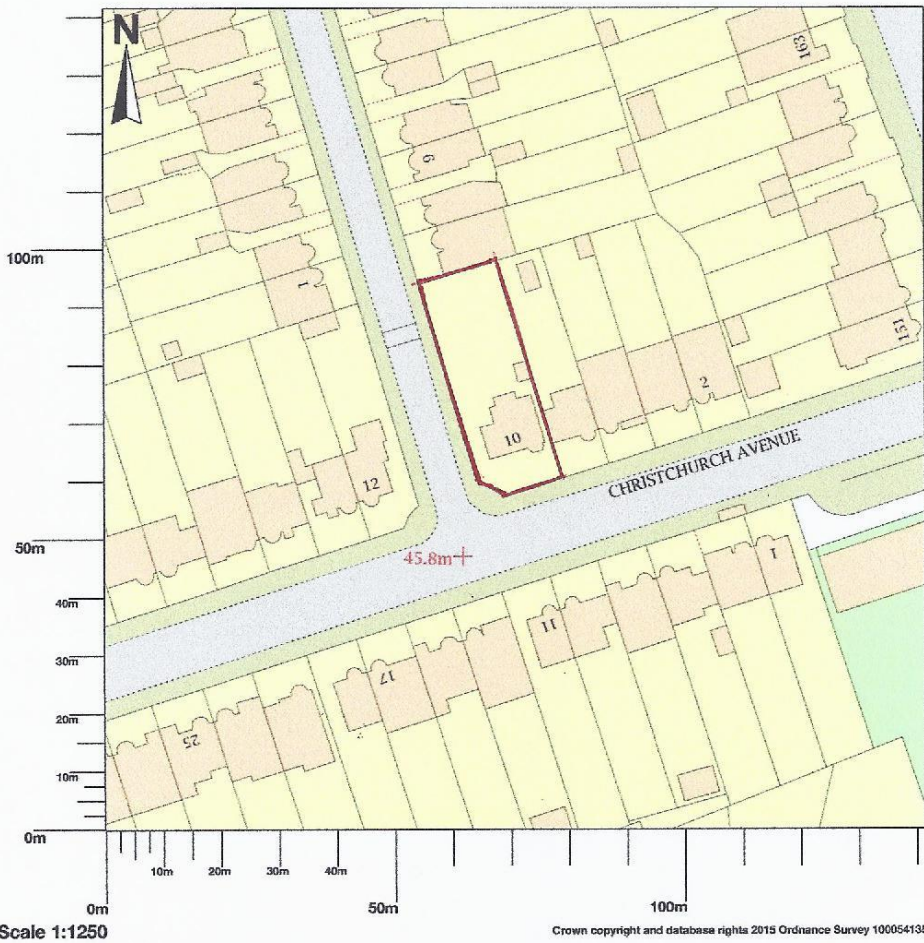 N
163
9
1
100m
151
2
10
CHRISTCHURCH AVENUE
12
50m
45.8m
1
40m
11
30m
17
20m
25
10m
0m
10m 20m 30m 40m
0m 50m 100m
Scale 1:1250
Crown copyright and database rights 2015 Ordnance Survey